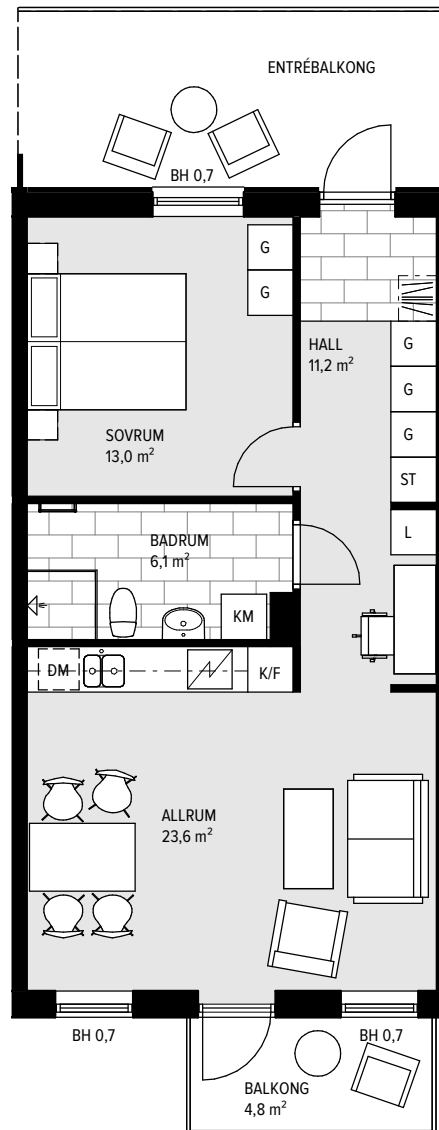 ENTRÉBALKONG
BH 0,7
G
G
HALL
11,2 m²
G
G
G
ST
SOVRUM
13,0 m²
L
BADRUM
6,1 m²
KM
DM
K/F
ALLRUM
23,6 m²
BH 0,7
BH 0,7
BALKONG
4,8 m²